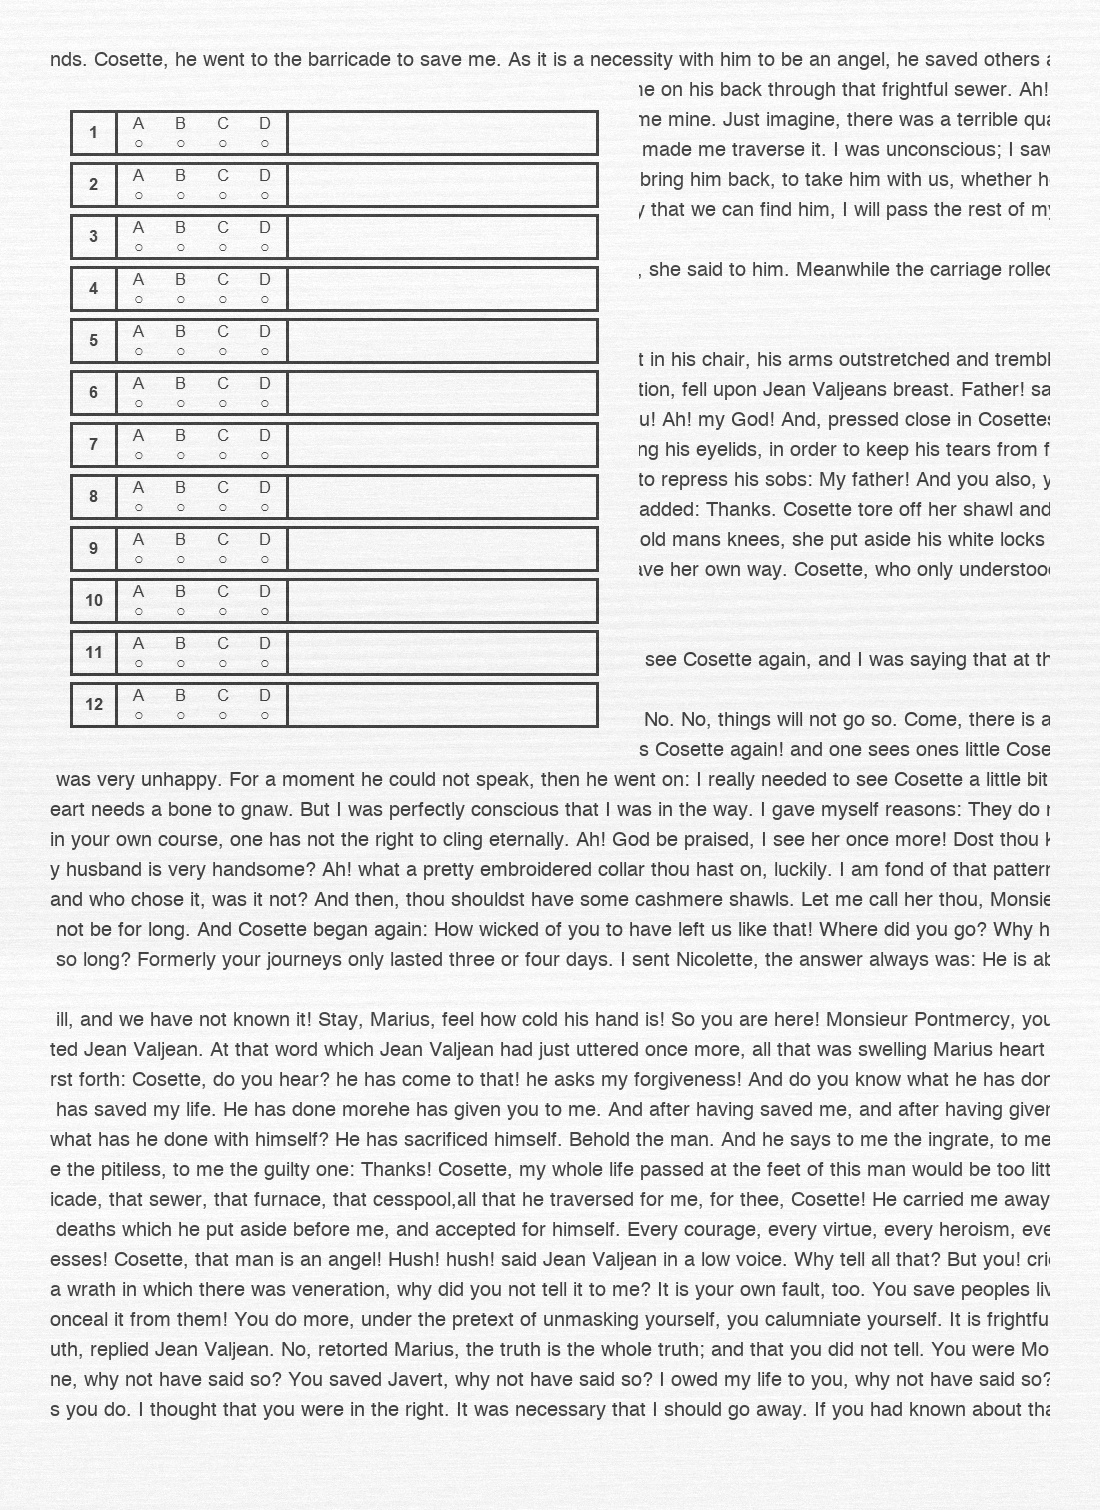 nds. Cosette, he went to the barricade to save me. As it is a necessity with him to be an angel, he saved others
on his back through that frightful sewer. Ah!
mine. Just imagine, there was a terrible
made me traverse it. I was unconscious; I saw
bring him back, to take him with us, whether
that we can find him, I will pass the rest of
, she said to him. Meanwhile the carriage rolled
t in his chair, his arms outstretched and trembl
tion, fell upon Jean Valjeans breast. Father! sa
u! Ah! my God! And, pressed close in Cosettes
ng his eyelids, in order to keep his tears from f
to repress his sobs: My father! And you also,
added: Thanks. Cosette tore off her shawl and
old mans knees, she put aside his white locks
her own way. Cosette, who only understood
see Cosette again, and I was saying that at th
No. No, things will not go so. Come, there is a
s Cosette again! and one sees ones little Cose
1 A B C D
2 A B C D
3 A B C D
4 A B C D
5 A B C D
6 A B C D
7 A B C D
8 A B C D
9 A B C D
10 A B C D
11 A B C D
12 A B C D
was very unhappy. For a moment he could not speak, then he went on: I really needed to see Cosette a little bit
eart needs a bone to gnaw. But I was perfectly conscious that I was in the way. I gave myself reasons: They do
in your own course, one has not the right to cling eternally. Ah! God be praised, I see her once more! Dost thou
y husband is very handsome? Ah! what a pretty embroidered collar thou hast on, luckily. I am fond of that pattern
and who chose it, was it not? And then, thou shouldst have some cashmere shawls. Let me call her thou, Monsie
not be for long. And Cosette began again: How wicked of you to have left us like that! Where did you go? Why h
so long? Formerly your journeys only lasted three or four days. I sent Nicolette, the answer always was: He is
ill, and we have not known it! Stay, Marius, feel how cold his hand is! So you are here! Monsieur Pontmercy, you
ted Jean Valjean. At that word which Jean Valjean had just uttered once more, all that was swelling Marius heart
rst forth: Cosette, do you hear? he has come to that! he asks my forgiveness! And do you know what he has don
has saved my life. He has done morehe has given you to me. And after having saved me, and after having given
what has he done with himself? He has sacrificed himself. Behold the man. And he says to me the ingrate, to me
e the pitiless, to me the guilty one: Thanks! Cosette, my whole life passed at the feet of this man would be too litt
icade, that sewer, that furnace, that cesspool,all that he traversed for me, for thee, Cosette! He carried me away
deaths which he put aside before me, and accepted for himself. Every courage, every virtue, every heroism, eve
esses! Cosette, that man is an angel! Hush! hush! said Jean Valjean in a low voice. Why tell all that? But you! cri
a wrath in which there was veneration, why did you not tell it to me? It is your own fault, too. You save peoples liv
onceal it from them! You do more, under the pretext of unmasking yourself, you calumniate yourself. It is frightfu
uth, replied Jean Valjean. No, retorted Marius, the truth is the whole truth; and that you did not tell. You were Mo
ne, why not have said so? You saved Javert, why not have said so? I owed my life to you, why not have said so?
s you do. I thought that you were in the right. It was necessary that I should go away. If you had known about